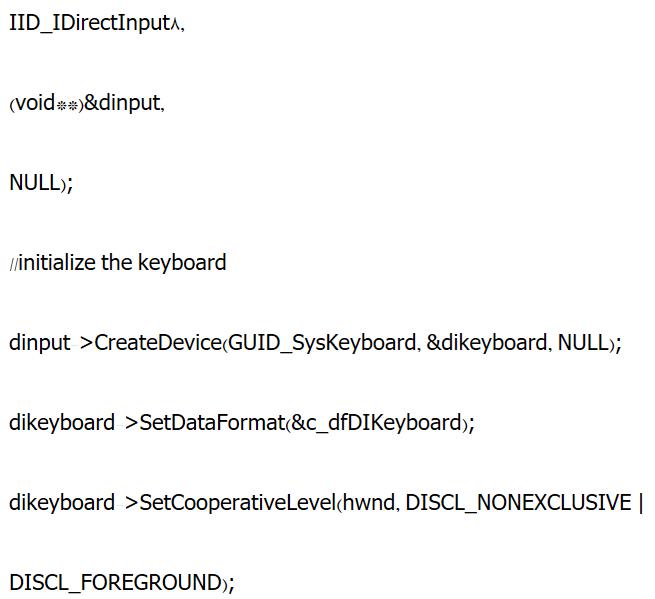 IID_IDirectInput٨,
(void**)&dinput,
NULL);
//initialize the keyboard
dinput >CreateDevice(GUID_SysKeyboard, &dikeyboard, NULL);
dikeyboard >SetDataFormat(&c_dfDIKeyboard);
dikeyboard >SetCooperativeLevel(hwnd, DISCL_NONEXCLUSIVE |
DISCL_FOREGROUND);